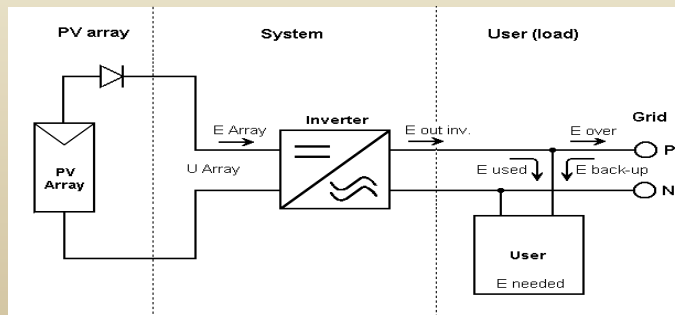 PV array
System
User (load)
Inverter
Grid
E Array
E out inv.
E over
P
PV
Array
U Array
E used
E back-up
N
User
E needed